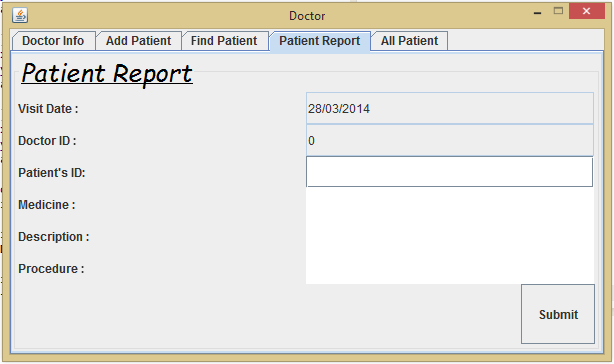 Doctor
Doctor Info Add Patient Find Patient Patient Report All Patient
Patient Report
Visit Date : 28/03/2014
Doctor ID : 0
Patient's ID:
Medicine :
Description :
Procedure :
Submit